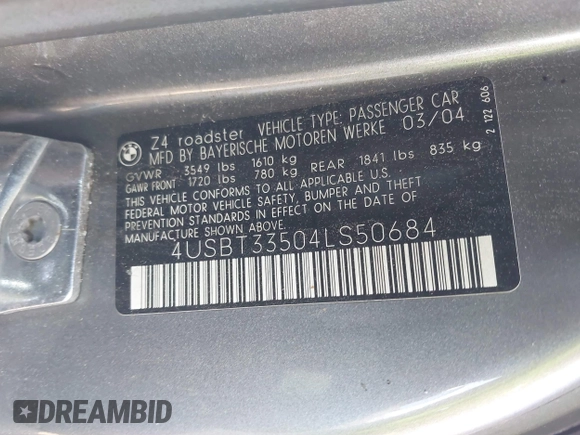 BMW
Z4 roadster VEHICLE TYPE: PASSENGER CAR
MFD BY BAYERISCHE MOTOREN WERKE 03/04
GVWR 3549 lbs 1610 kg
GAWR FRONT: 1720 lbs 780 kg REAR 1841 lbs 835 kg
THIS VEHICLE CONFORMS TO ALL APPLICABLE U.S.
FEDERAL MOTOR VEHICLE SAFETY, BUMPER AND THEFT
PREVENTION STANDARDS IN EFFECT ON THE DATE OF
MANUFACTURE SHOWN ABOVE.
4USBT33504LS50684
2 122 606
DREAMBID